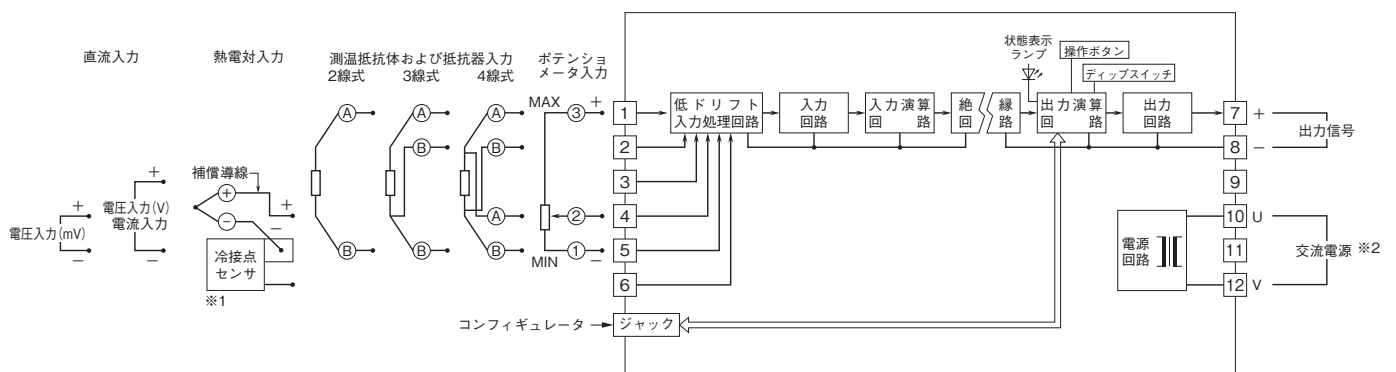 直流入力
電圧入力(mV)
+
−
電圧入力(V)
電流入力
+
−
熱電対入力
補償導線
+
−
+
−
冷接点
センサ
※1
測温抵抗体および抵抗器入力
2線式
3線式
4線式
A
B
A
B
B
A
B
A
B
ポテンショ
メータ入力
MAX
③
+
②
MIN
①
−
1
2
3
4
5
6
コンフィギュレータ
ジャック
低ドリフト
入力処理回路
入力
回路
入力演算
回路
絶縁
回路
状態表示
ランプ
操作ボタン
ディップスイッチ
出力演算
回路
出力
回路
7
+
8
−
出力信号
9
電源
回路
10
U
11
12
V
交流電源 ※2